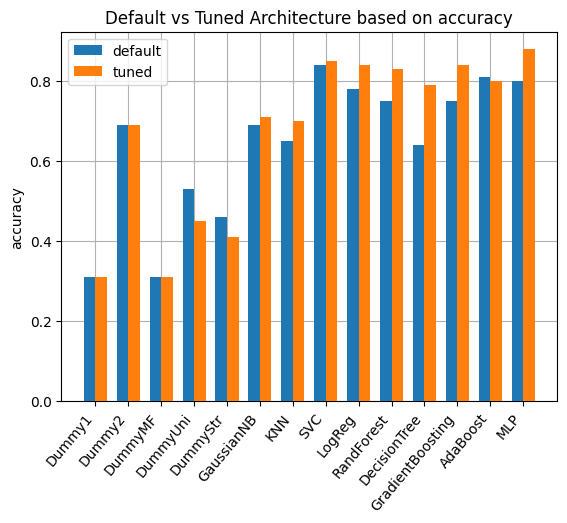 Default vs Tuned Architecture based on accuracy
default
tuned
accuracy
0.8
0.6
0.4
0.2
0.0
Dummy1
Dummy2
DummyMF
DummyUni
DummyStr
GaussianNB
KNN
SVC
LogReg
RandForest
DecisionTree
GradientBoosting
AdaBoost
MLP